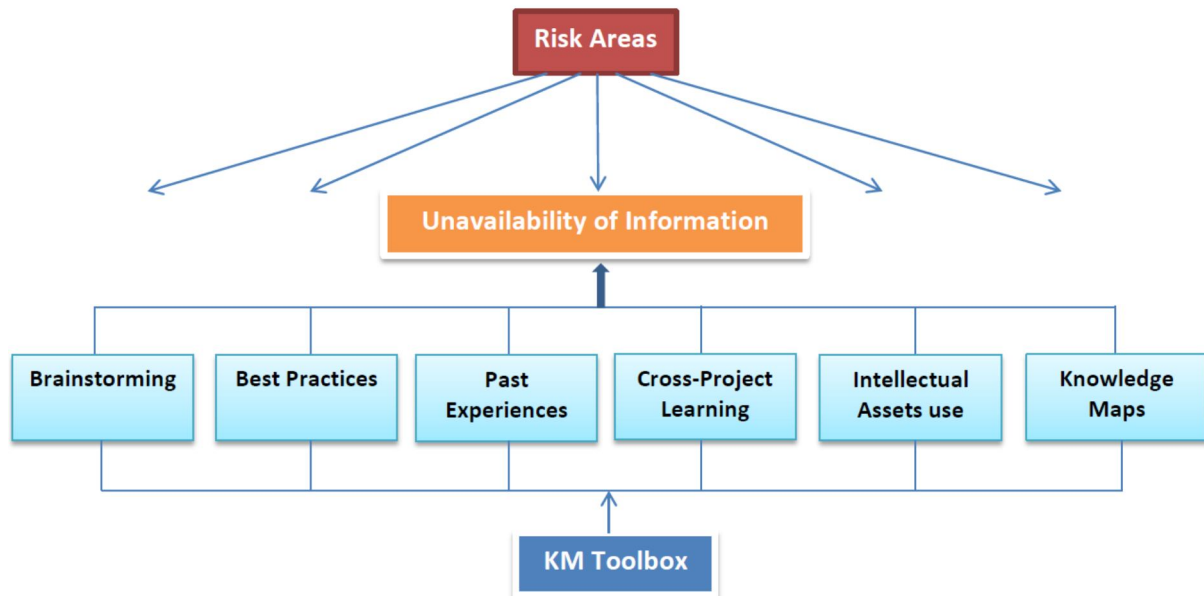 Risk Areas
Unavailability of Information
Brainstorming
Best Practices
Past
Experiences
Cross-Project
Learning
Intellectual
Assets use
Knowledge
Maps
KM Toolbox